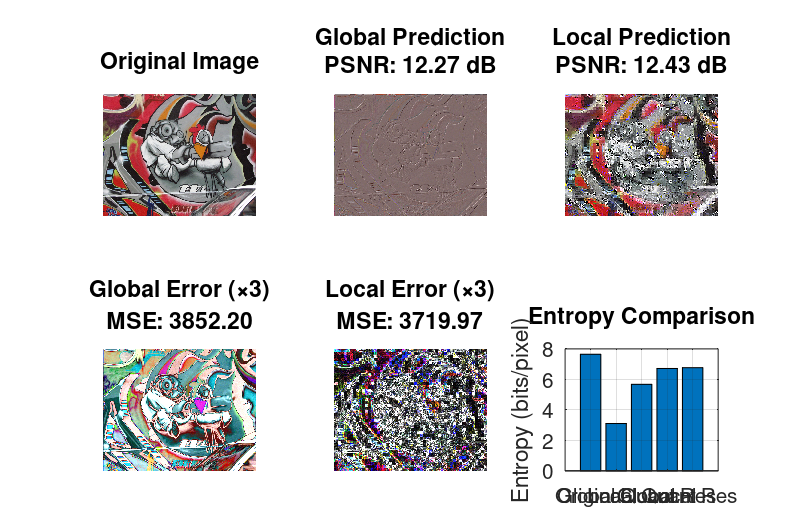 Original Image
Global Prediction
PSNR: 12.27 dB
Local Prediction
PSNR: 12.43 dB
Global Error (×3)
MSE: 3852.20
Local Error (×3)
MSE: 3719.97
Entropy Comparison
Entropy (bits/pixel)
8
6
4
2
0